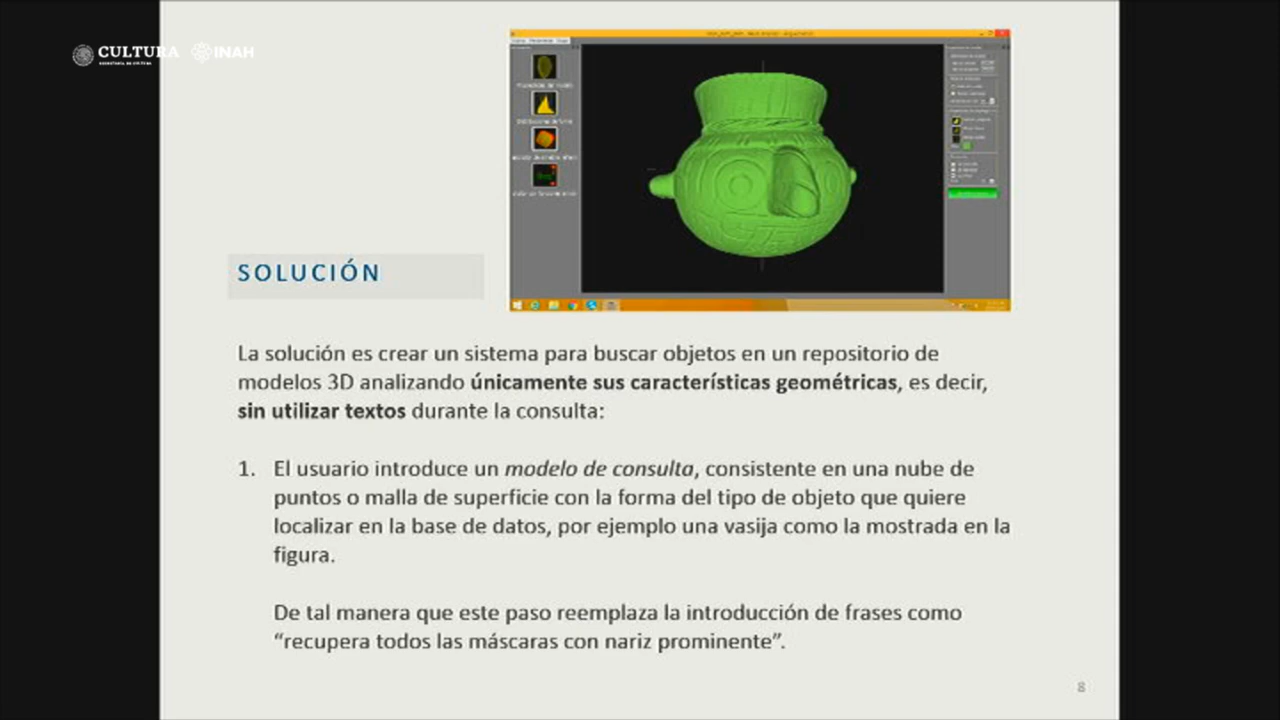 CULTURA
SECRETARÍA DE CULTURA
INAH
SOLUCIÓN
La solución es crear un sistema para buscar objetos en un repositorio de
modelos 3D analizando únicamente sus características geométricas, es decir,
sin utilizar textos durante la consulta:
1. El usuario introduce un modelo de consulta, consistente en una nube de
puntos o malla de superficie con la forma del tipo de objeto que quiere
localizar en la base de datos, por ejemplo una vasija como la mostrada en la
figura.
De tal manera que este paso reemplaza la introducción de frases como
“recupera todos las máscaras con nariz prominente”.
8